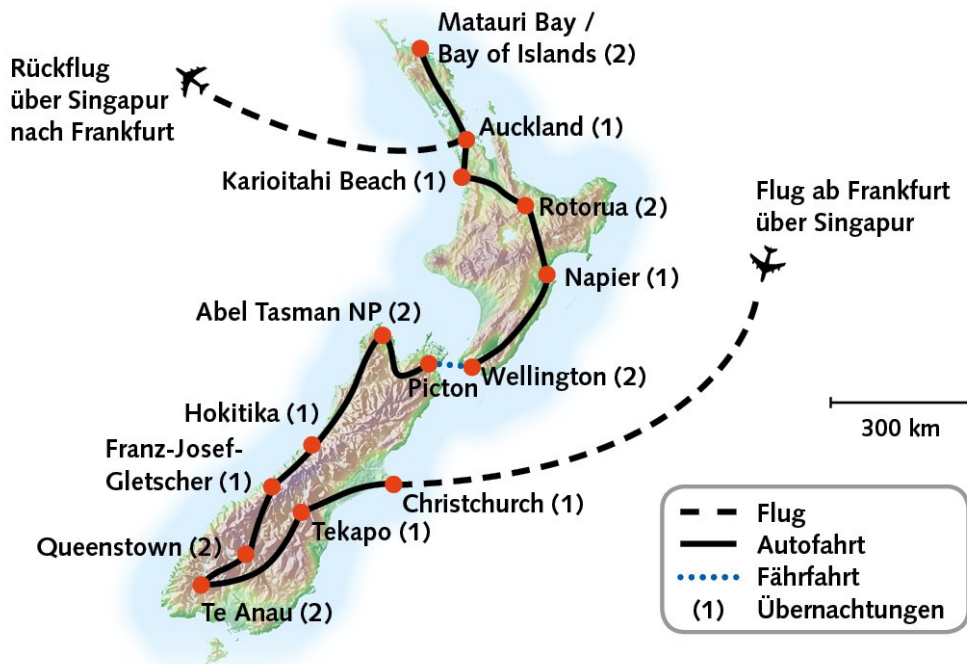 Matauri Bay /
Bay of Islands (2)
Rückflug
über Singapur
nach Frankfurt
Auckland (1)
Karioitahi Beach (1)
Flug ab Frankfurt
über Singapur
Rotorua (2)
Napier (1)
Abel Tasman NP (2)
Picton
Wellington (2)
Hokitika (1)
300 km
Franz-Josef-
Gletscher (1)
Christchurch (1)
Tekapo (1)
Queenstown (2)
Te Anau (2)
Flug
Autofahrt
Fährfahrt
(1) Übernachtungen